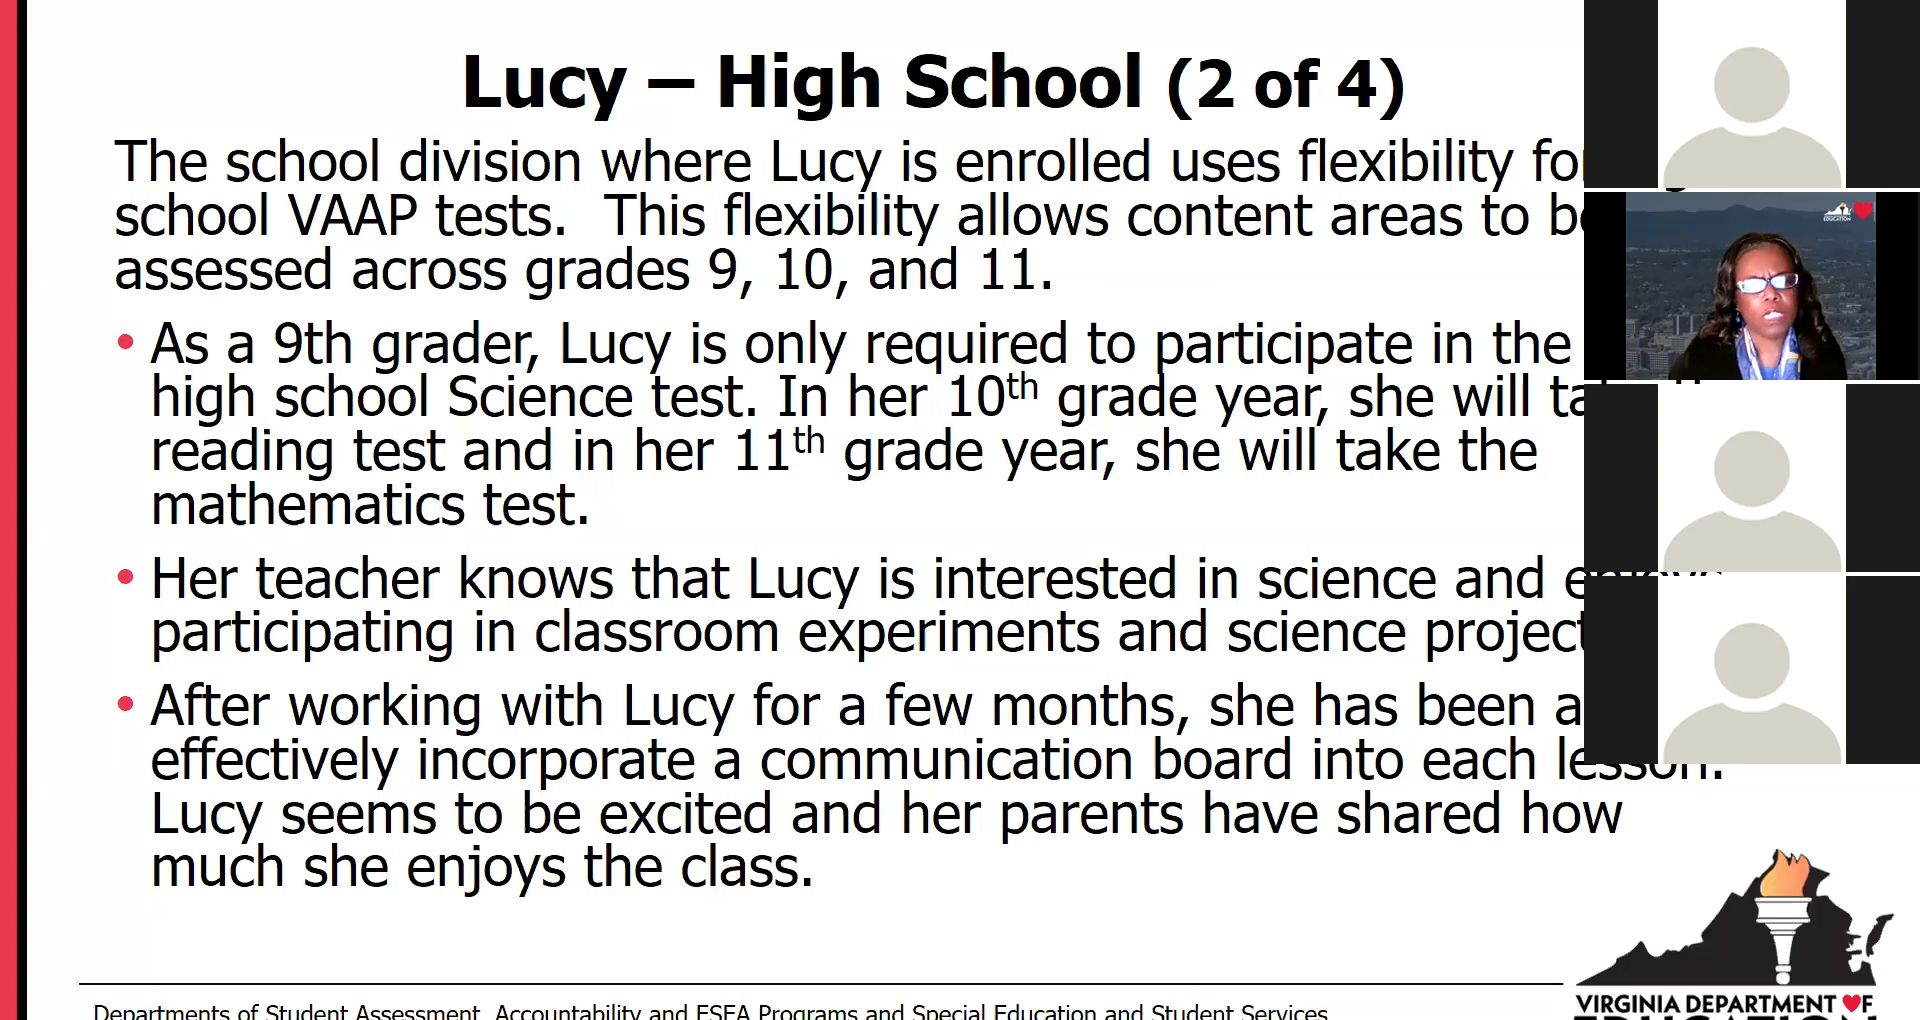 Lucy – High School (2 of 4)
The school division where Lucy is enrolled uses flexibility for
school VAAP tests.  This flexibility allows content areas to be
assessed across grades 9, 10, and 11.
• As a 9th grader, Lucy is only required to participate in the
high school Science test. In her 10th grade year, she will
reading test and in her 11th grade year, she will take the
mathematics test.
• Her teacher knows that Lucy is interested in science and enjoys
participating in classroom experiments and science project
• After working with Lucy for a few months, she has been
effectively incorporate a communication board into each lesson.
Lucy seems to be excited and her parents have shared how
much she enjoys the class.
Departments of Student Assessment, Accountability and ESEA Programs and Special Education and Student Services
VIRGINIA DEPARTMENT OF
EDUCATION